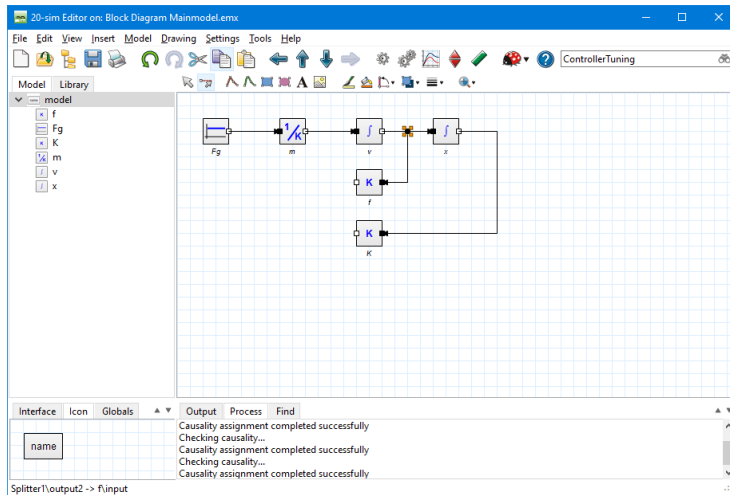 20-sim Editor on: Block Diagram Mainmodel.emx
File Edit View Insert Model Drawing Settings Tools Help
ControllerTuning
Model Library
model
f
Fg
K
m
v
x
Fg
1/K
m
∫
v
∫
x
K
f
K
K
Interface Icon Globals
name
Output Process Find
Causality assignment completed successfully
Checking causality...
Causality assignment completed successfully
Checking causality...
Causality assignment completed successfully
Splitter1\output2 -> f\input